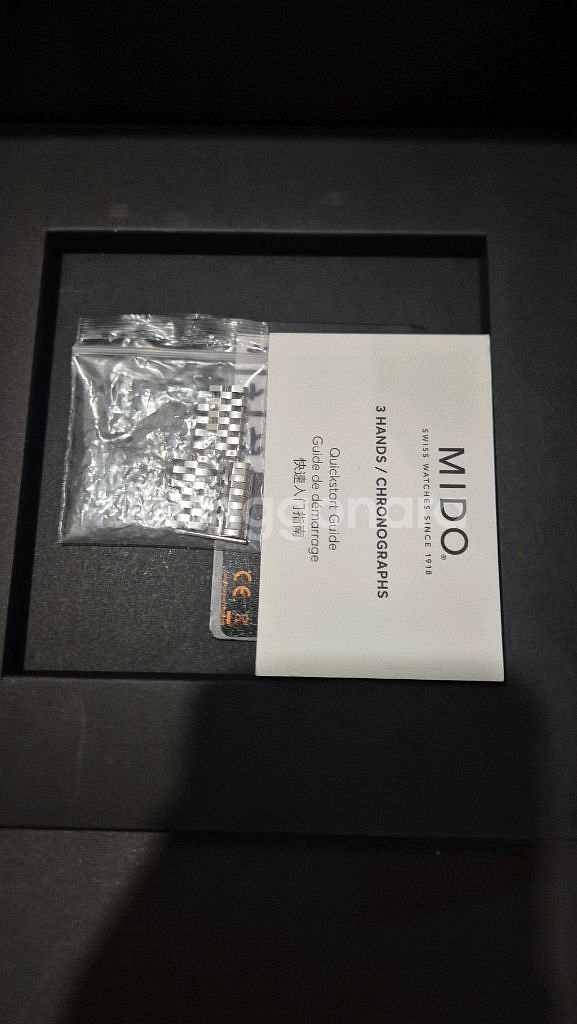 MIDO®
SWISS WATCHES SINCE 1918
3 HANDS / CHRONOGRAPHS
Quickstart Guide
Guide de démarrage
快速入门指南
CE